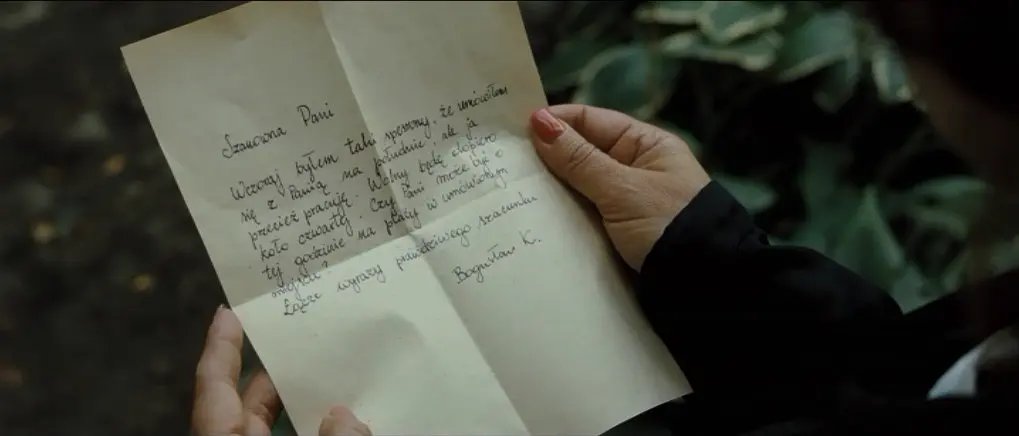 Szanowna Pani
Wczoraj byłem taki speszony, że umówiłem
się z Panią na południe, ale ja
przecież pracuję. Wolny będę dopiero
koło czwartej. Czy Pani może być o
tej godzinie na plaży w umówionym
miejscu?
Łączę wyrazy prawdziwego szacunku
Bogusław K.